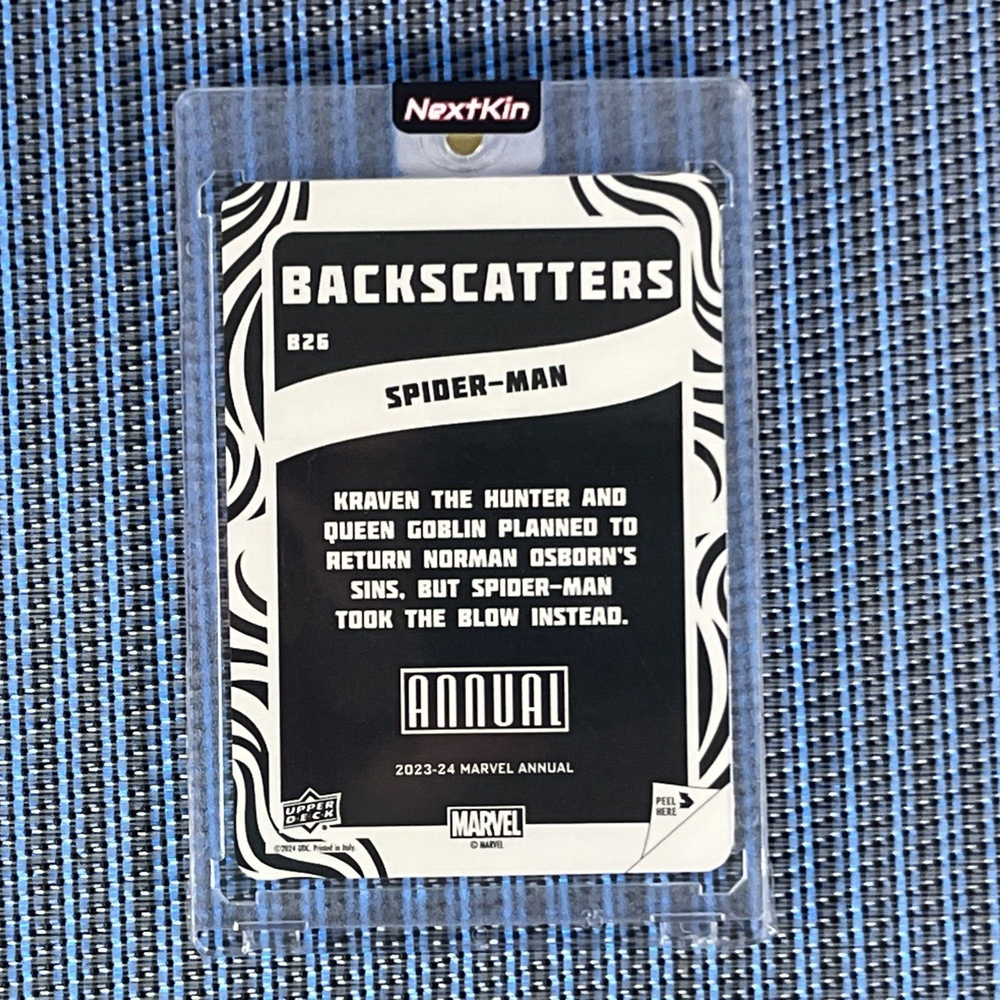 NextKin
BACKSCATTERS
B26
SPIDER-MAN
KRAVEN THE HUNTER AND
QUEEN GOBLIN PLANNED TO
RETURN NORMAN OSBORN'S
SINS, BUT SPIDER-MAN
TOOK THE BLOW INSTEAD.
ANNUAL
2023-24 MARVEL ANNUAL
UPPER
DECK
MARVEL
© MARVEL
PEEL
HERE
©2024 UDC. Printed in Italy.